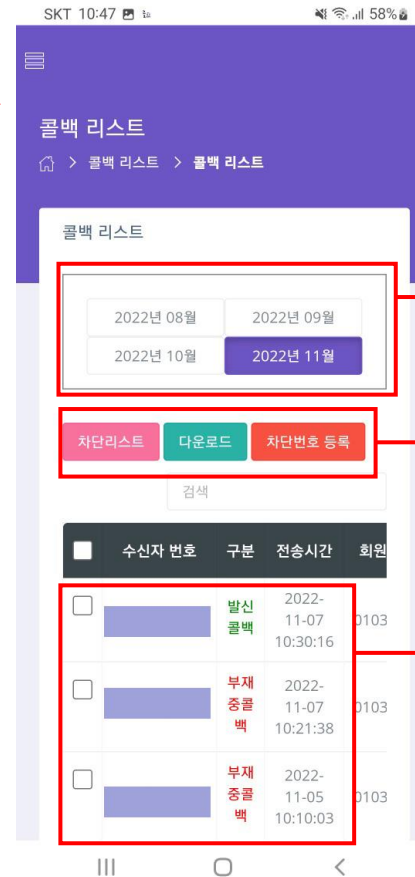 SKT 10:47 58%
콜백 리스트
콜백 리스트 > 콜백 리스트
콜백 리스트
2022년 08월 2022년 09월
2022년 10월 2022년 11월
차단리스트 다운로드 차단번호 등록
검색
수신자 번호 구분 전송시간 회원
발신
콜백
2022-
11-07
10:30:16
0103
부재
중콜
백
2022-
11-07
10:21:38
0103
부재
중콜
백
2022-
11-05
10:10:03
0103